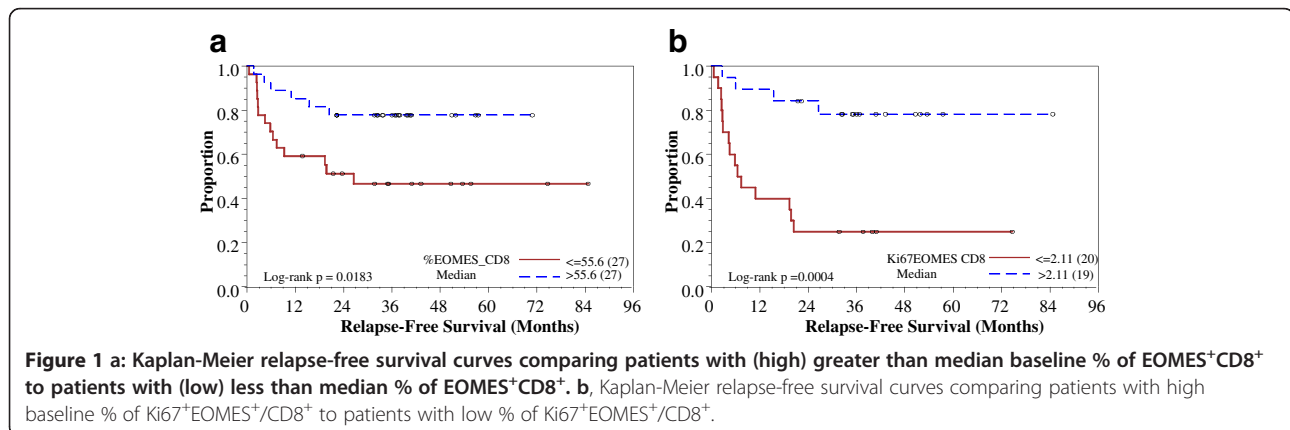 a
b
1.0
0.8
0.6
0.4
0.2
0.0
Proportion
%EOMES_CD8 <=55.6 (27)
Median >55.6 (27)
Log-rank p = 0.0183
0 12 24 36 48 60 72 84 96
Relapse-Free Survival (Months)
1.0
0.8
0.6
0.4
0.2
0.0
Proportion
Ki67EOMES CD8 <=2.11 (20)
Median >2.11 (19)
Log-rank p =0.0004
0 12 24 36 48 60 72 84 96
Relapse-Free Survival (Months)
Figure 1 a: Kaplan-Meier relapse-free survival curves comparing patients with (high) greater than median baseline % of EOMES⁺CD8⁺
to patients with (low) less than median % of EOMES⁺CD8⁺. b, Kaplan-Meier relapse-free survival curves comparing patients with high
baseline % of Ki67⁺EOMES⁺/CD8⁺ to patients with low % of Ki67⁺EOMES⁺/CD8⁺.